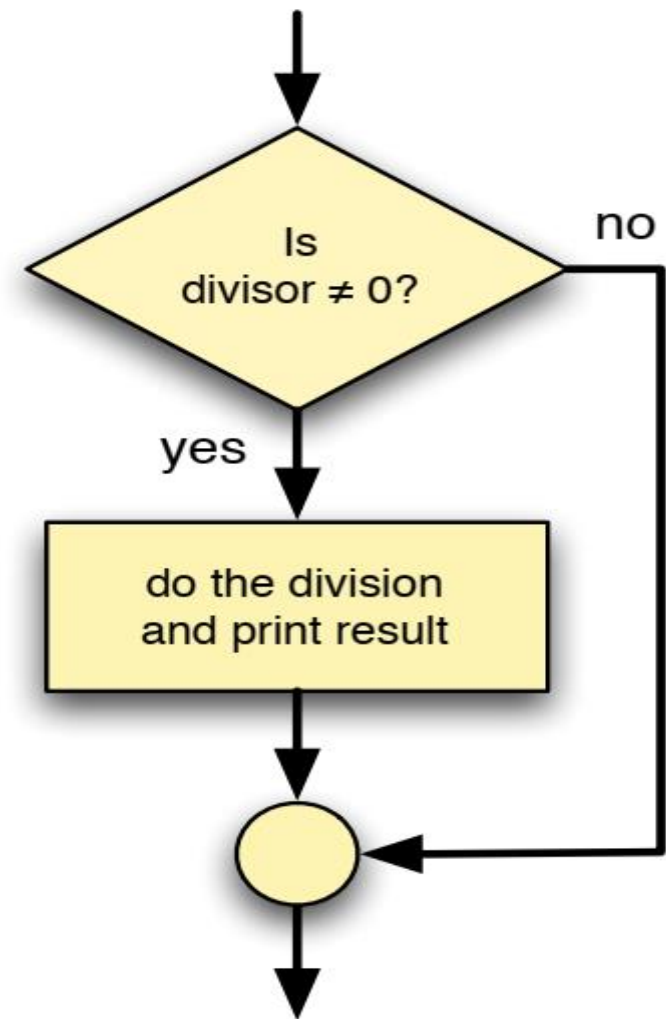 Is
divisor ≠ 0?
no
yes
do the division
and print result